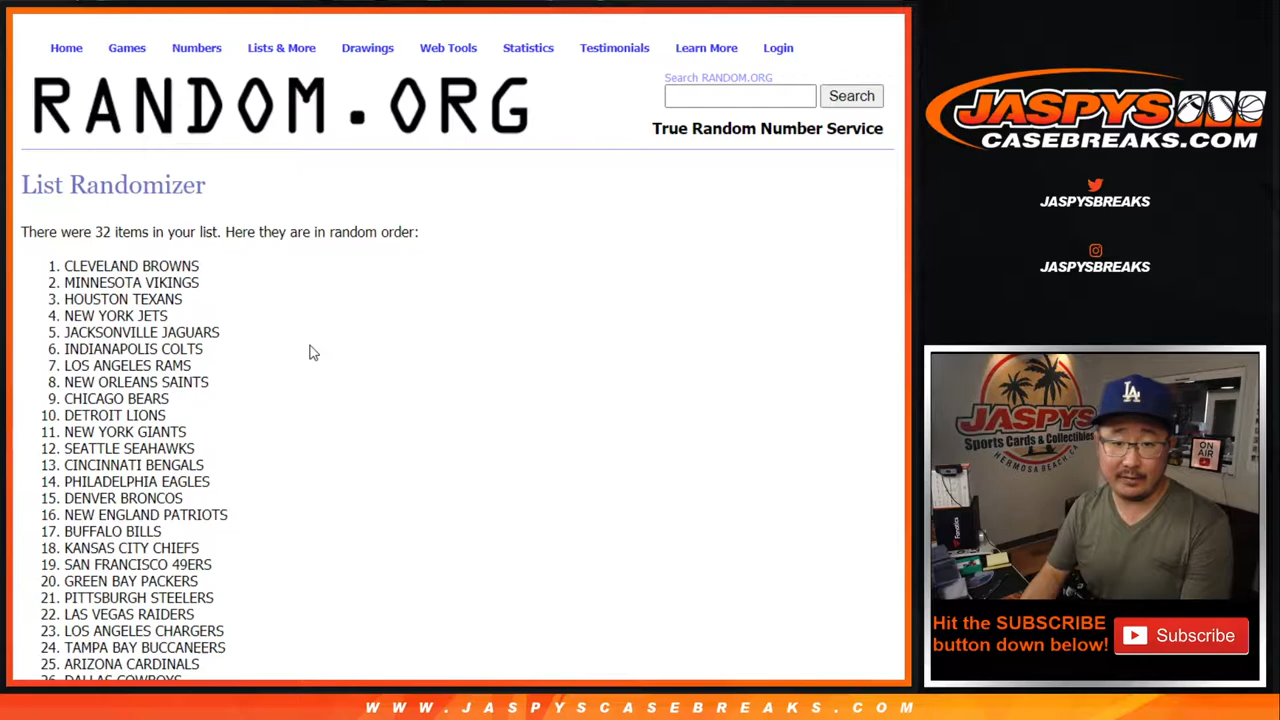 Home Games Numbers Lists & More Drawings Web Tools Statistics Testimonials Learn More Login
RANDOM.ORG
Search RANDOM.ORG
Search
True Random Number Service
List Randomizer
There were 32 items in your list. Here they are in random order:
1. CLEVELAND BROWNS
2. MINNESOTA VIKINGS
3. HOUSTON TEXANS
4. NEW YORK JETS
5. JACKSONVILLE JAGUARS
6. INDIANAPOLIS COLTS
7. LOS ANGELES RAMS
8. NEW ORLEANS SAINTS
9. CHICAGO BEARS
10. DETROIT LIONS
11. NEW YORK GIANTS
12. SEATTLE SEAHAWKS
13. CINCINNATI BENGALS
14. PHILADELPHIA EAGLES
15. DENVER BRONCOS
16. NEW ENGLAND PATRIOTS
17. BUFFALO BILLS
18. KANSAS CITY CHIEFS
19. SAN FRANCISCO 49ERS
20. GREEN BAY PACKERS
21. PITTSBURGH STEELERS
22. LAS VEGAS RAIDERS
23. LOS ANGELES CHARGERS
24. TAMPA BAY BUCCANEERS
25. ARIZONA CARDINALS
26. DALLAS COWBOYS
JASPYS
CASEBREAKS.COM
JASPYSBREAKS
JASPYSBREAKS
JASPYS
Sports Cards & Collectibles
HERMOSA BEACH CA
LA
ON
AIR
Fanatics
Hit the SUBSCRIBE
button down below!
Subscribe
WWW.JASPYSCASEBREAKS.COM